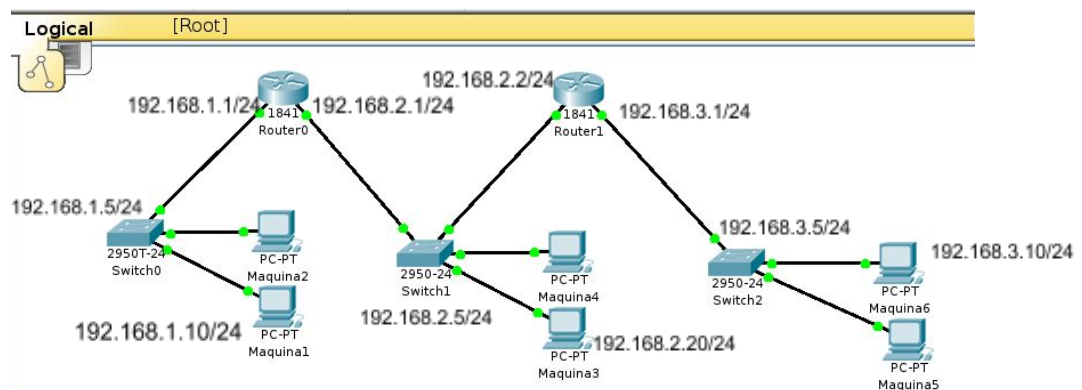 Logical
[Root]
192.168.1.1/24
1841
Router0
192.168.2.1/24
192.168.2.2/24
1841
Router1
192.168.3.1/24
192.168.1.5/24
2950T-24
Switch0
PC-PT
Maquina2
192.168.1.10/24
PC-PT
Maquina1
2950-24
Switch1
192.168.2.5/24
PC-PT
Maquina4
192.168.2.20/24
PC-PT
Maquina3
192.168.3.5/24
2950-24
Switch2
192.168.3.10/24
PC-PT
Maquina6
PC-PT
Maquina5